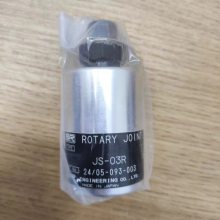 ROTARY JOINT
JS-03R
24/05-093-003
ENGINEERING CO., LTD.
MADE IN JAPAN